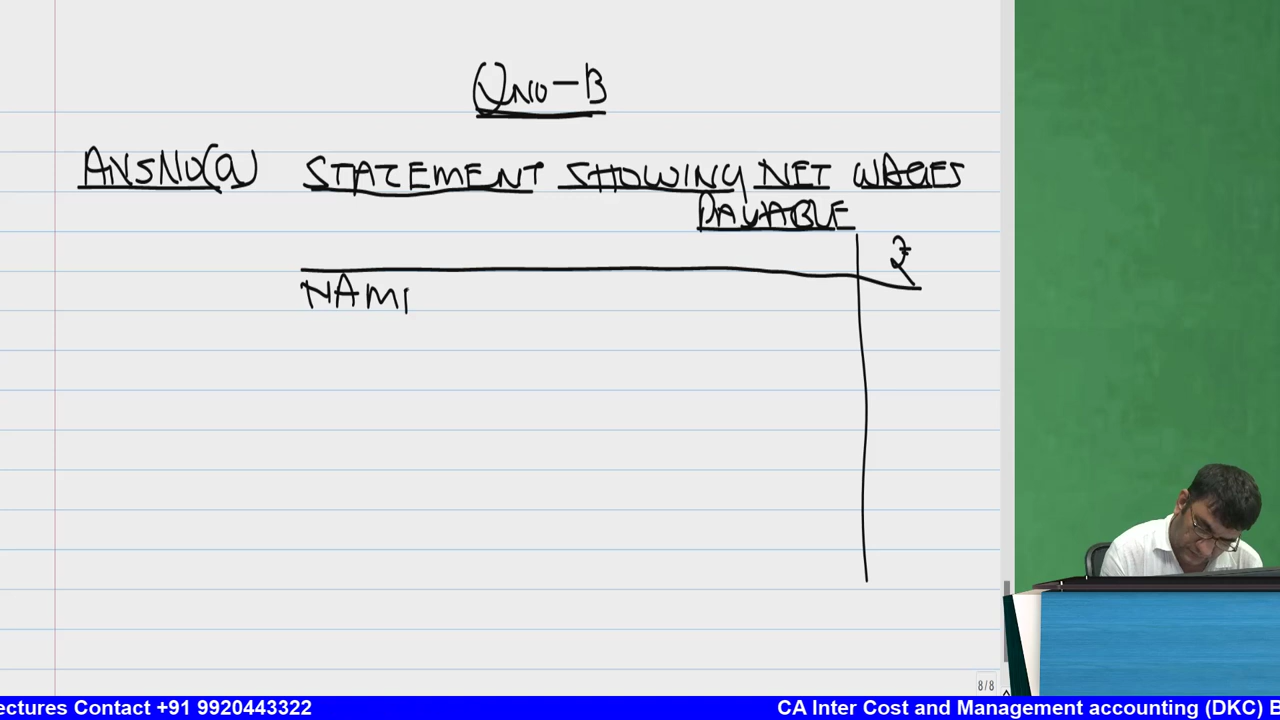 QNO-B
ANSNO(a) STATEMENT SHOWING NET WAGES
PAYABLE
₹
NAM
8/8
ectures Contact +91 9920443322
CA Inter Cost and Management accounting (DKC) B